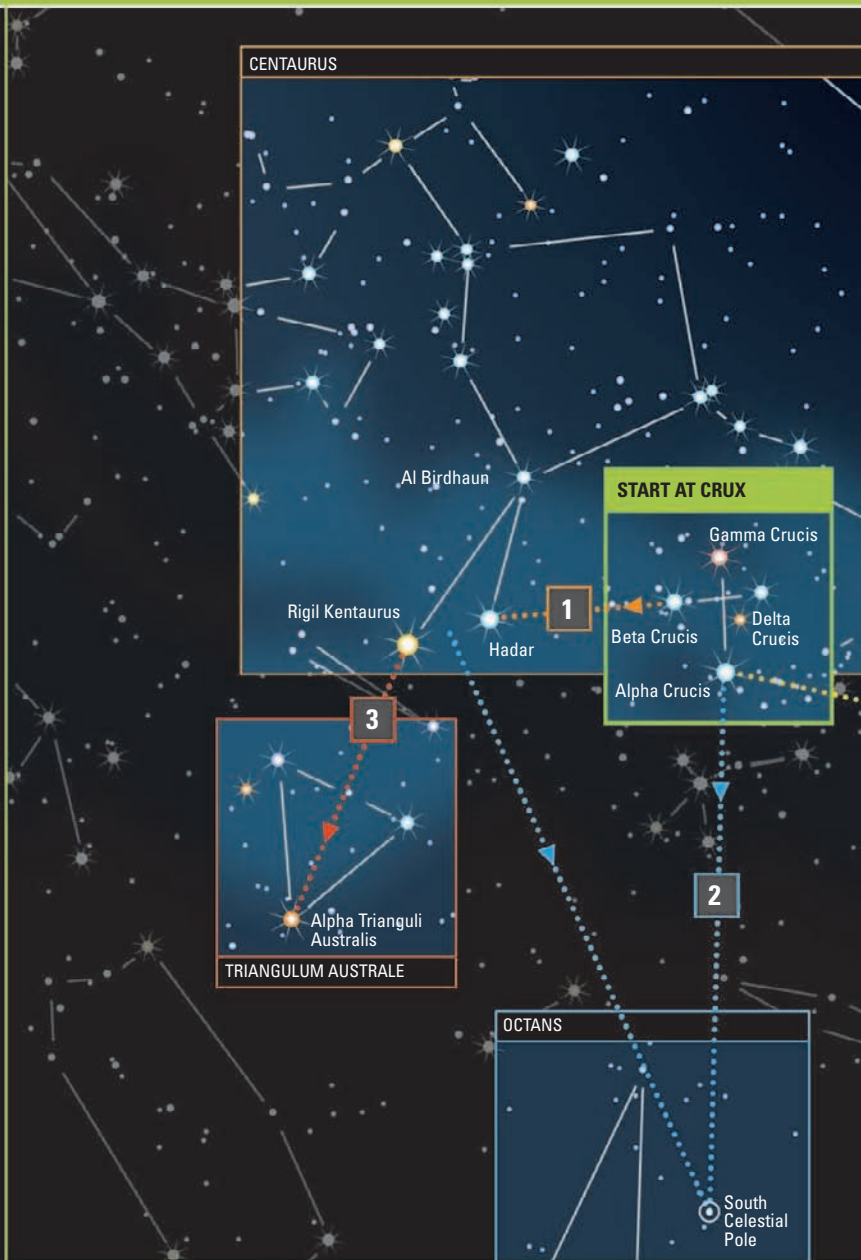 CENTAURUS
Al Birdhaun
START AT CRUX
Gamma Crucis
Rigil Kentaurus
Hadar
1
Beta Crucis
Delta
Crucis
Alpha Crucis
3
2
Alpha Trianguli
Australis
TRIANGULUM AUSTRALE
OCTANS
South
Celestial
Pole